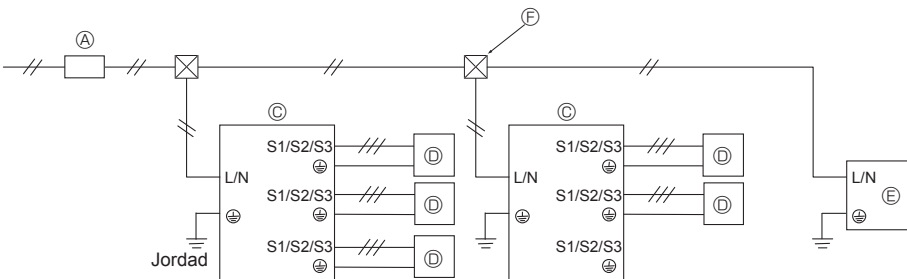 Ⓕ
Ⓐ
Ⓒ Ⓒ
S1/S2/S3 Ⓓ S1/S2/S3 Ⓓ
L/N L/N L/N
S1/S2/S3 Ⓓ S1/S2/S3 Ⓓ Ⓔ
Jordad S1/S2/S3 Ⓓ S1/S2/S3